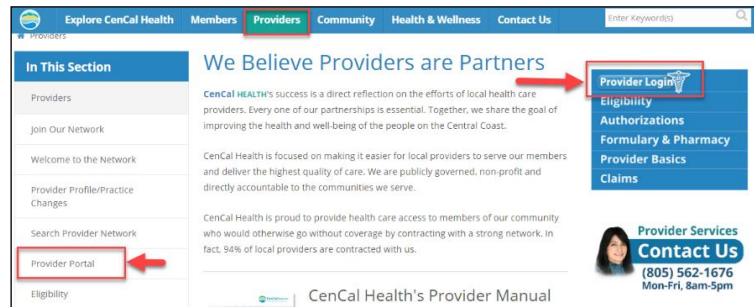 Explore CenCal Health Members Providers Community Health & Wellness Contact Us Enter Keyword(s)
Providers
In This Section
Providers
Join Our Network
Welcome to the Network
Provider Profile/Practice
Changes
Search Provider Network
Provider Portal
Eligibility
We Believe Providers are Partners
CenCal HEALTH's success is a direct reflection on the efforts of local health care
providers. Every one of our partnerships is essential. Together, we share the goal of
improving the health and well-being of the people on the Central Coast.
CenCal Health is focused on making it easier for local providers to serve our members
and deliver the highest quality of care. We are publicly governed, non-profit and
directly accountable to the communities we serve.
CenCal Health is proud to provide health care access to members of our community
who would otherwise go without coverage by contracting with a strong network. In
fact, 94% of local providers are contracted with us.
CenCal Health's Provider Manual
Provider Login
Eligibility
Authorizations
Formulary & Pharmacy
Provider Basics
Claims
Provider Services
Contact Us
(805) 562-1676
Mon-Fri, 8am-5pm